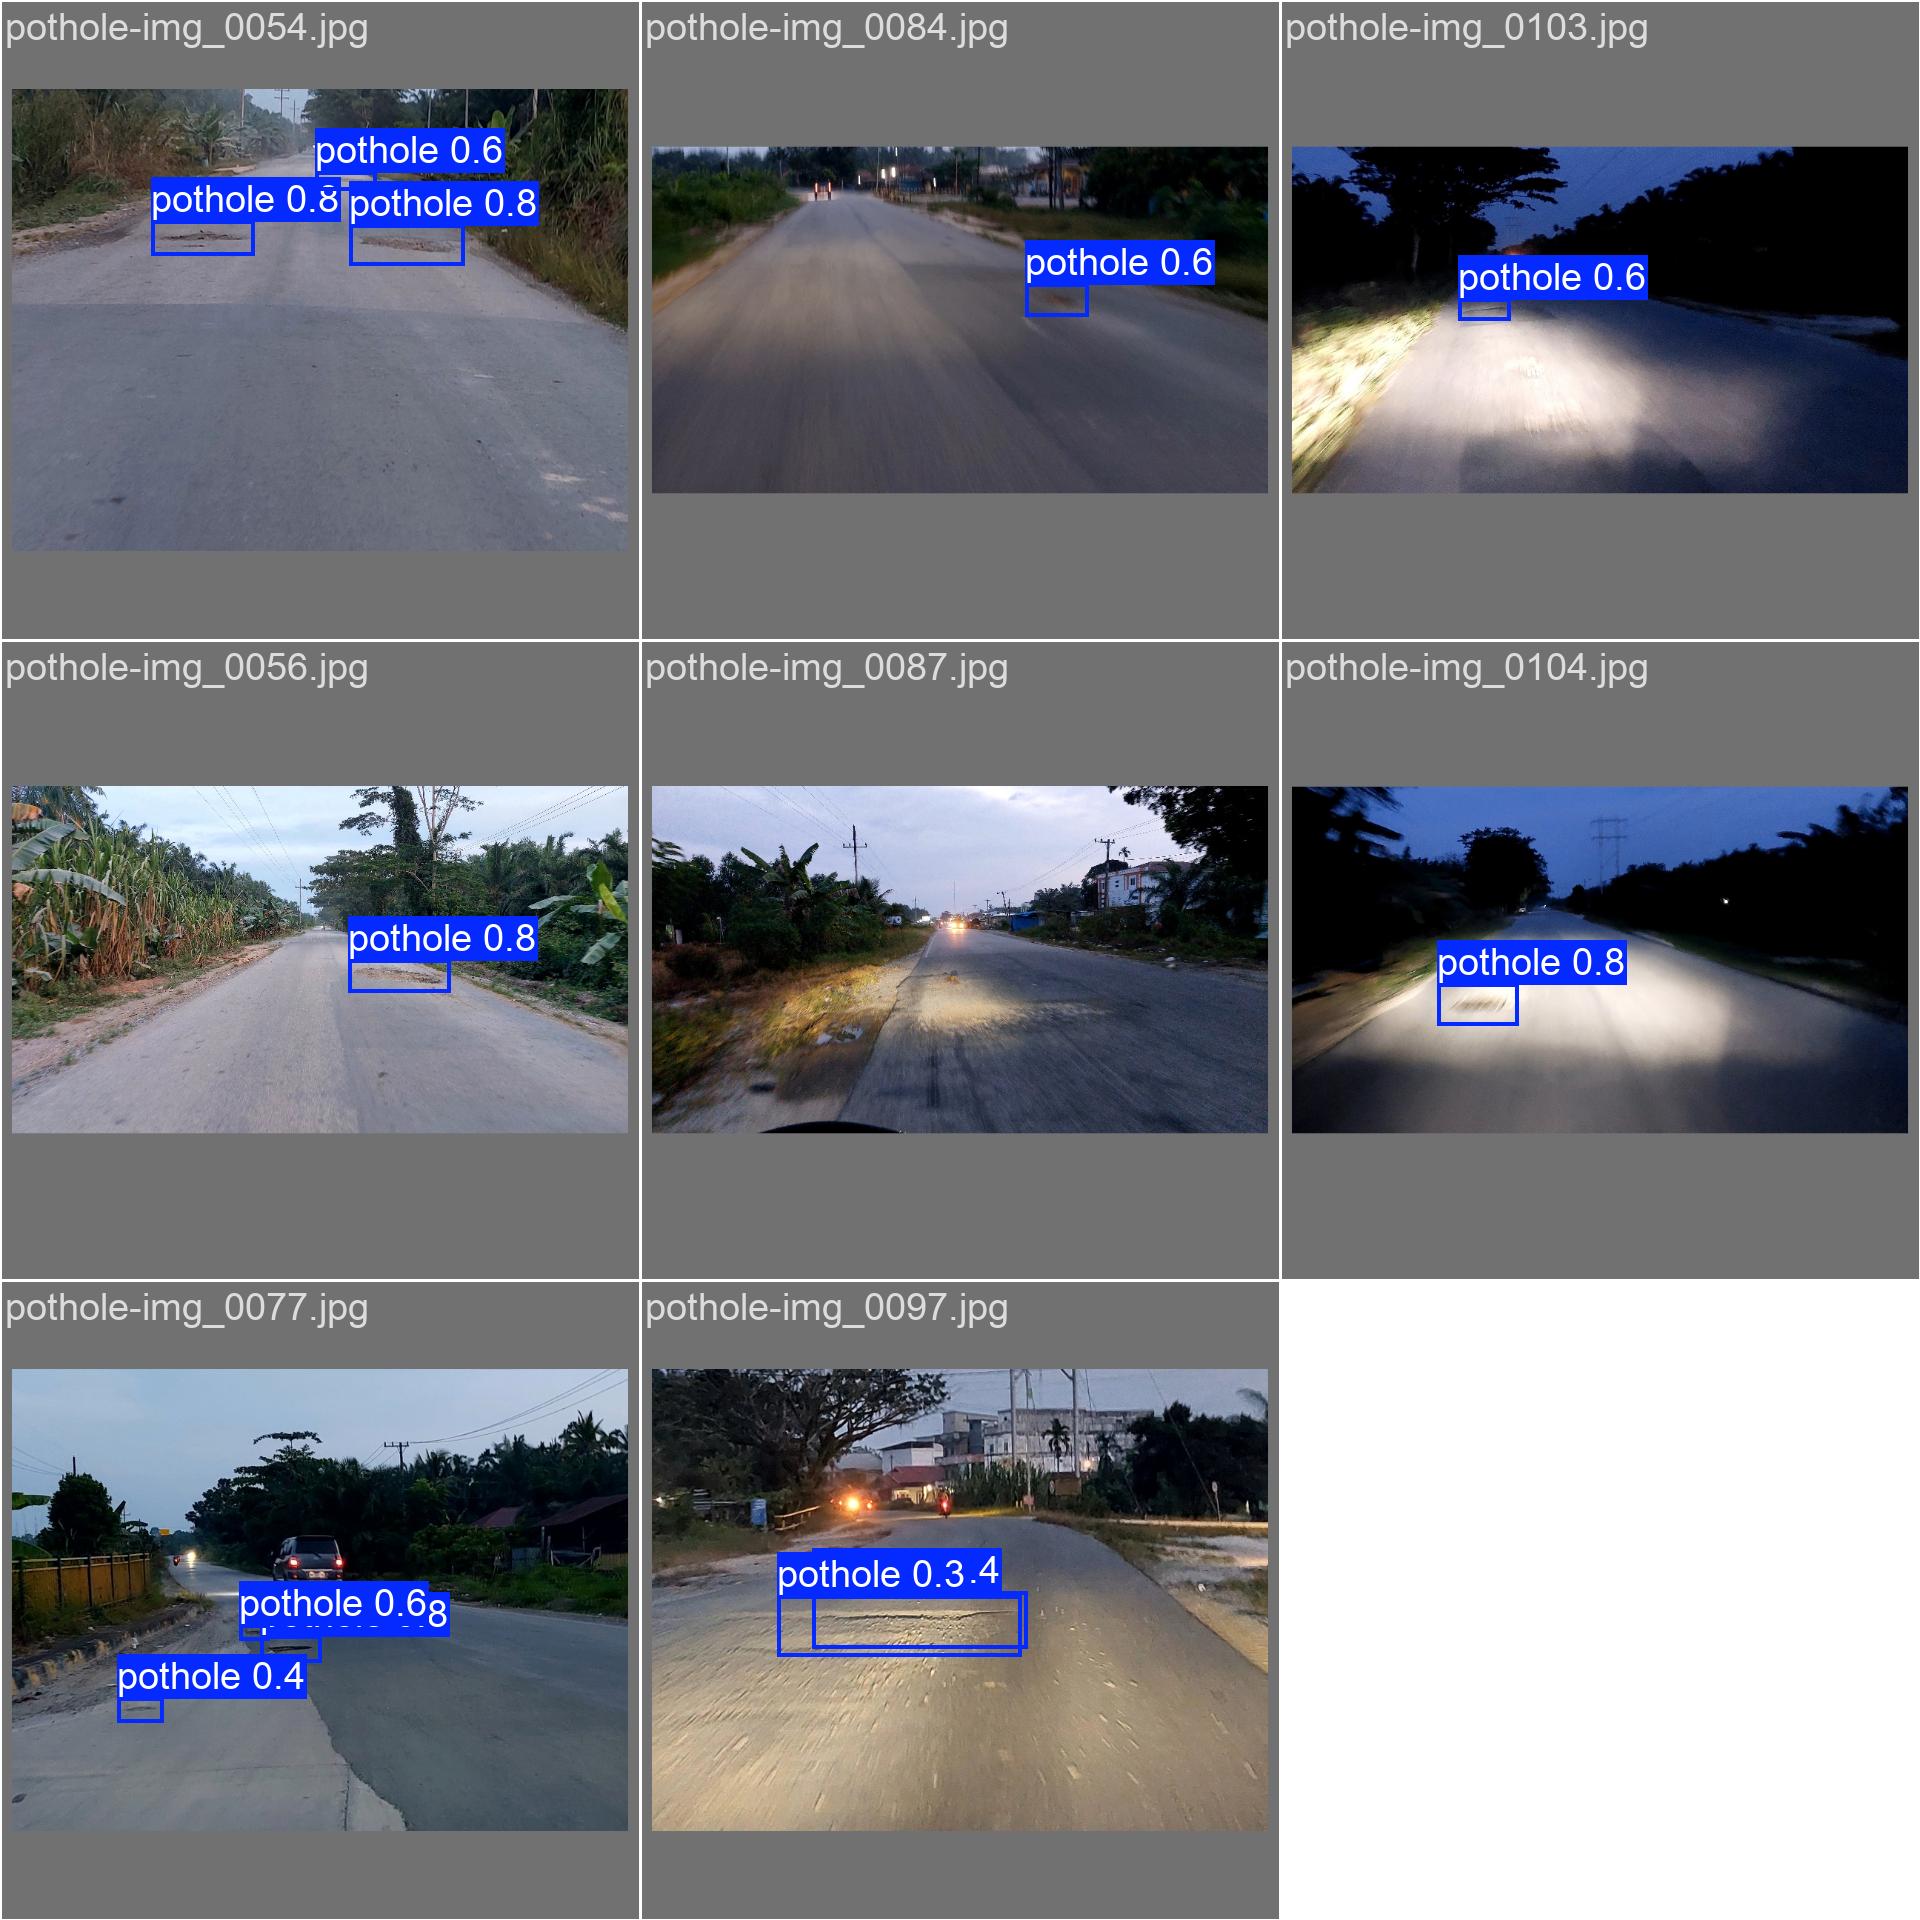 pothole-img_0054.jpg
pothole 0.6
pothole 0.8
pothole 0.8
pothole-img_0084.jpg
pothole 0.6
pothole-img_0103.jpg
pothole 0.6
pothole-img_0056.jpg
pothole 0.8
pothole-img_0087.jpg
pothole-img_0104.jpg
pothole 0.8
pothole-img_0077.jpg
pothole 0.6
8
pothole 0.4
pothole-img_0097.jpg
pothole 0.3
.4